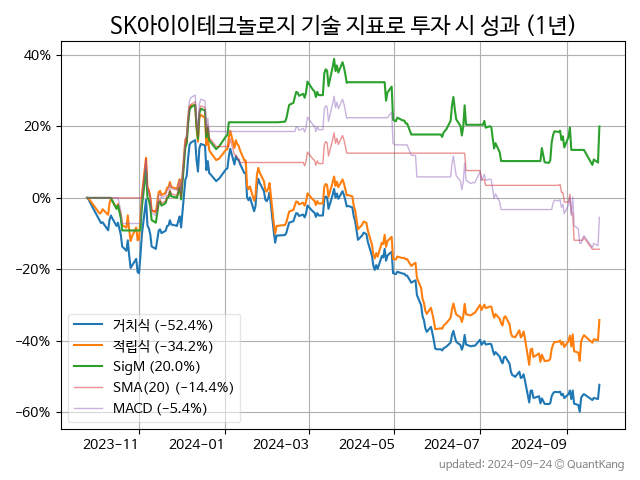 SK아이이테크놀로지 기술 지표로 투자 시 성과 (1년)
40%
20%
0%
−20%
−40%
−60%
거치식 (−52.4%)
적립식 (−34.2%)
SigM (20.0%)
SMA(20) (−14.4%)
MACD (−5.4%)
2023−11 2024−01 2024−03 2024−05 2024−07 2024−09
updated: 2024−09−24 © QuantKang